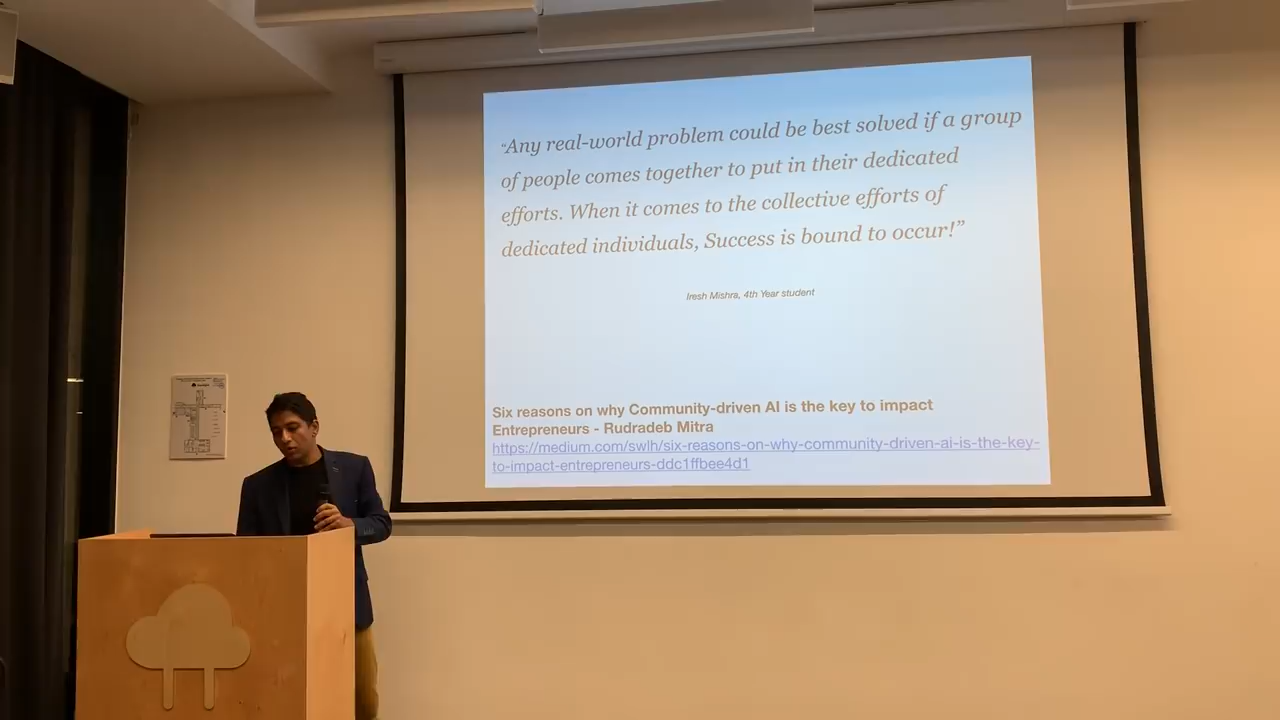 “Any real-world problem could be best solved if a group
of people comes together to put in their dedicated
efforts. When it comes to the collective efforts of
dedicated individuals, Success is bound to occur!”
Iresh Mishra, 4th Year student
Six reasons on why Community-driven AI is the key to impact
Entrepreneurs - Rudradeb Mitra
https://medium.com/swlh/six-reasons-on-why-community-driven-ai-is-the-key-
to-impact-entrepreneurs-ddc1ffbee4d1